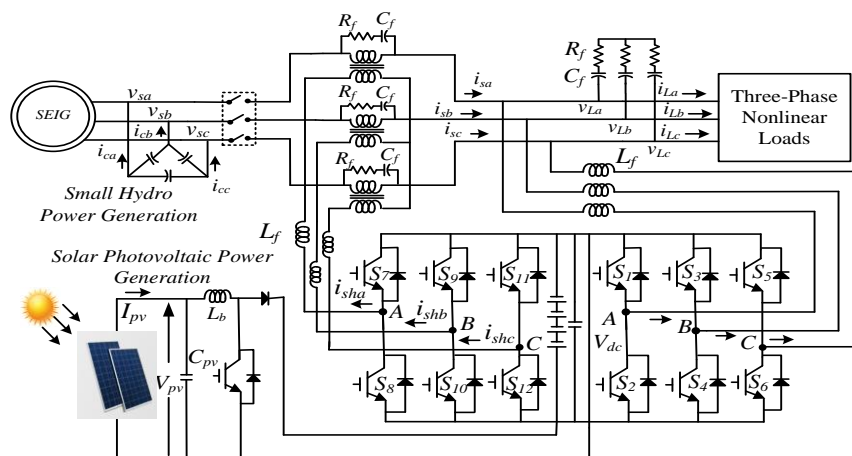 R_f C_f
SEIG
v_sa
v_sb
v_sc
i_cb
i_ca
i_cc
Small Hydro
Power Generation
R_f C_f
R_f C_f
i_sa
i_sb
i_sc
R_f
C_f
i_La
i_Lb
i_Lc
v_La
v_Lb
v_Lc
Three-Phase
Nonlinear
Loads
L_f
L_f
Solar Photovoltaic Power
Generation
I_pv
L_b
C_pv
V_pv
i_sha
i_shb
i_shc
S_7
S_9
S_11
A
B
C
S_8
S_10
S_12
V_dc
S_1
S_3
S_5
A
B
C
S_2
S_4
S_6